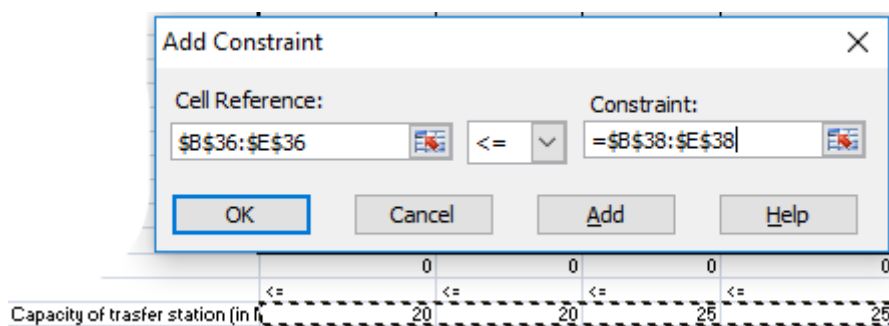 Add Constraint
Cell Reference: Constraint:
$B$36:$E$36 <= =$B$38:$E$38
OK Cancel Add Help
0 0 0 0
<= <= <= <=
Capacity of trasfer station (in 20 20 25 25